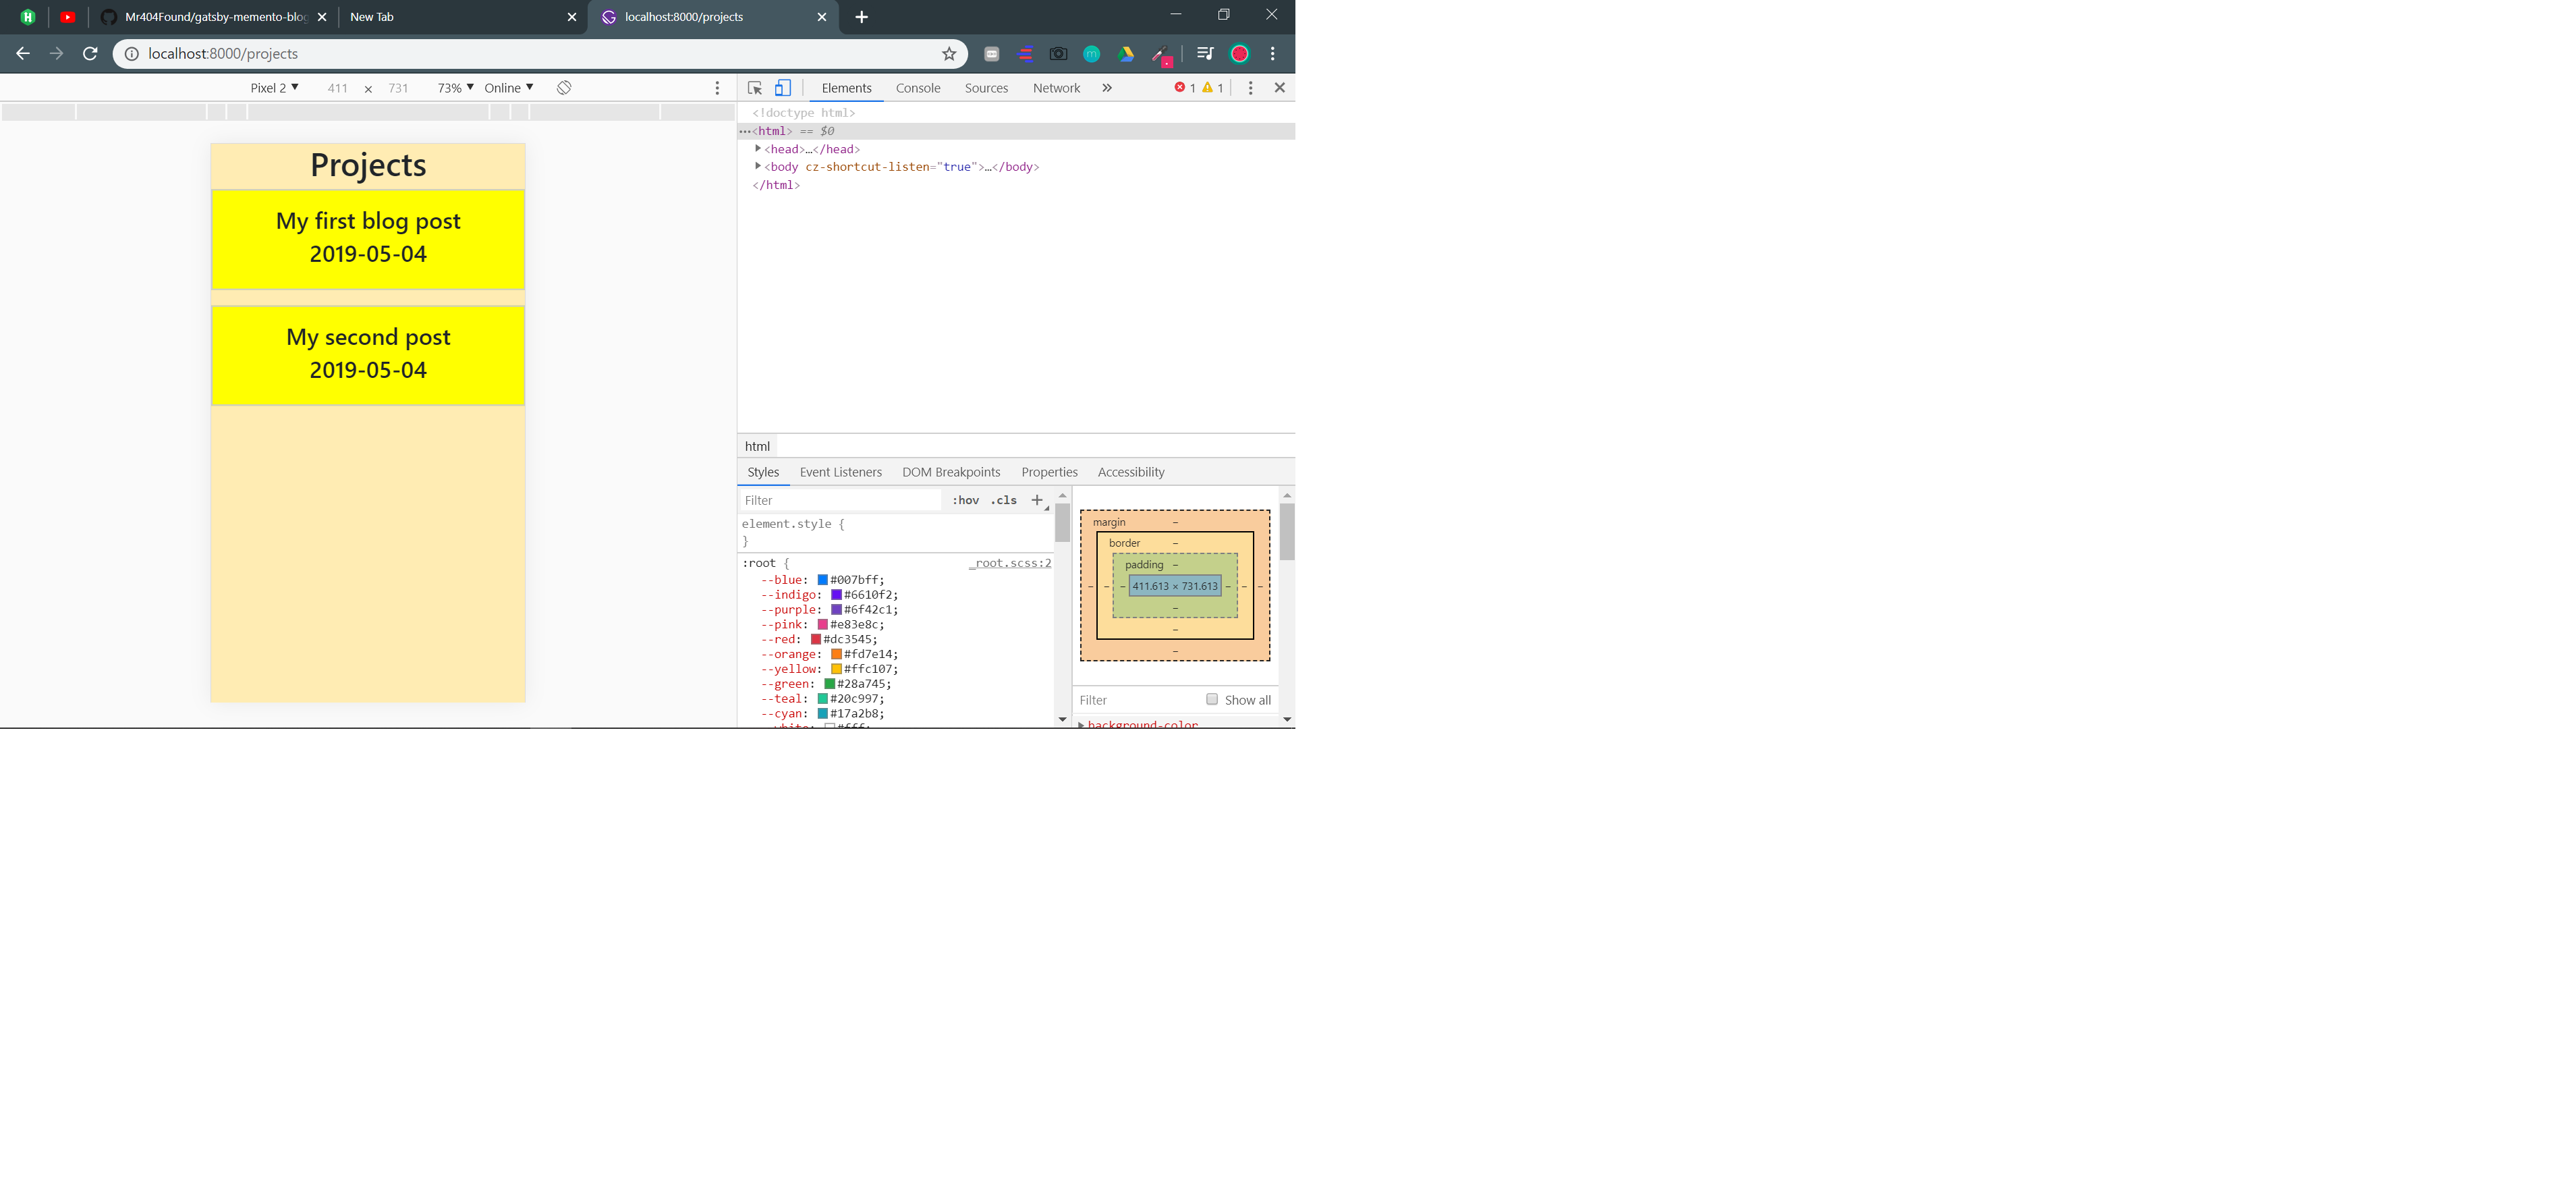 Mr404Found/gatsby-memento-blog
New Tab
localhost:8000/projects
localhost:8000/projects
Pixel 2 411 × 731 73% Online
Elements Console Sources Network 1 1
<!doctype html>
<html> == $0
<head>…</head>
<body cz-shortcut-listen="true">…</body>
</html>
Projects
My first blog post
2019-05-04
My second post
2019-05-04
html
Styles Event Listeners DOM Breakpoints Properties Accessibility
Filter :hov .cls +
element.style {
}
:root { _root.scss:2
--blue: #007bff;
--indigo: #6610f2;
--purple: #6f42c1;
--pink: #e83e8c;
--red: #dc3545;
--orange: #fd7e14;
--yellow: #ffc107;
--green: #28a745;
--teal: #20c997;
--cyan: #17a2b8;
--white: #fff;
margin –
border –
padding –
– – – 411.613 × 731.613 – – –
–
–
–
Filter Show all
background-color